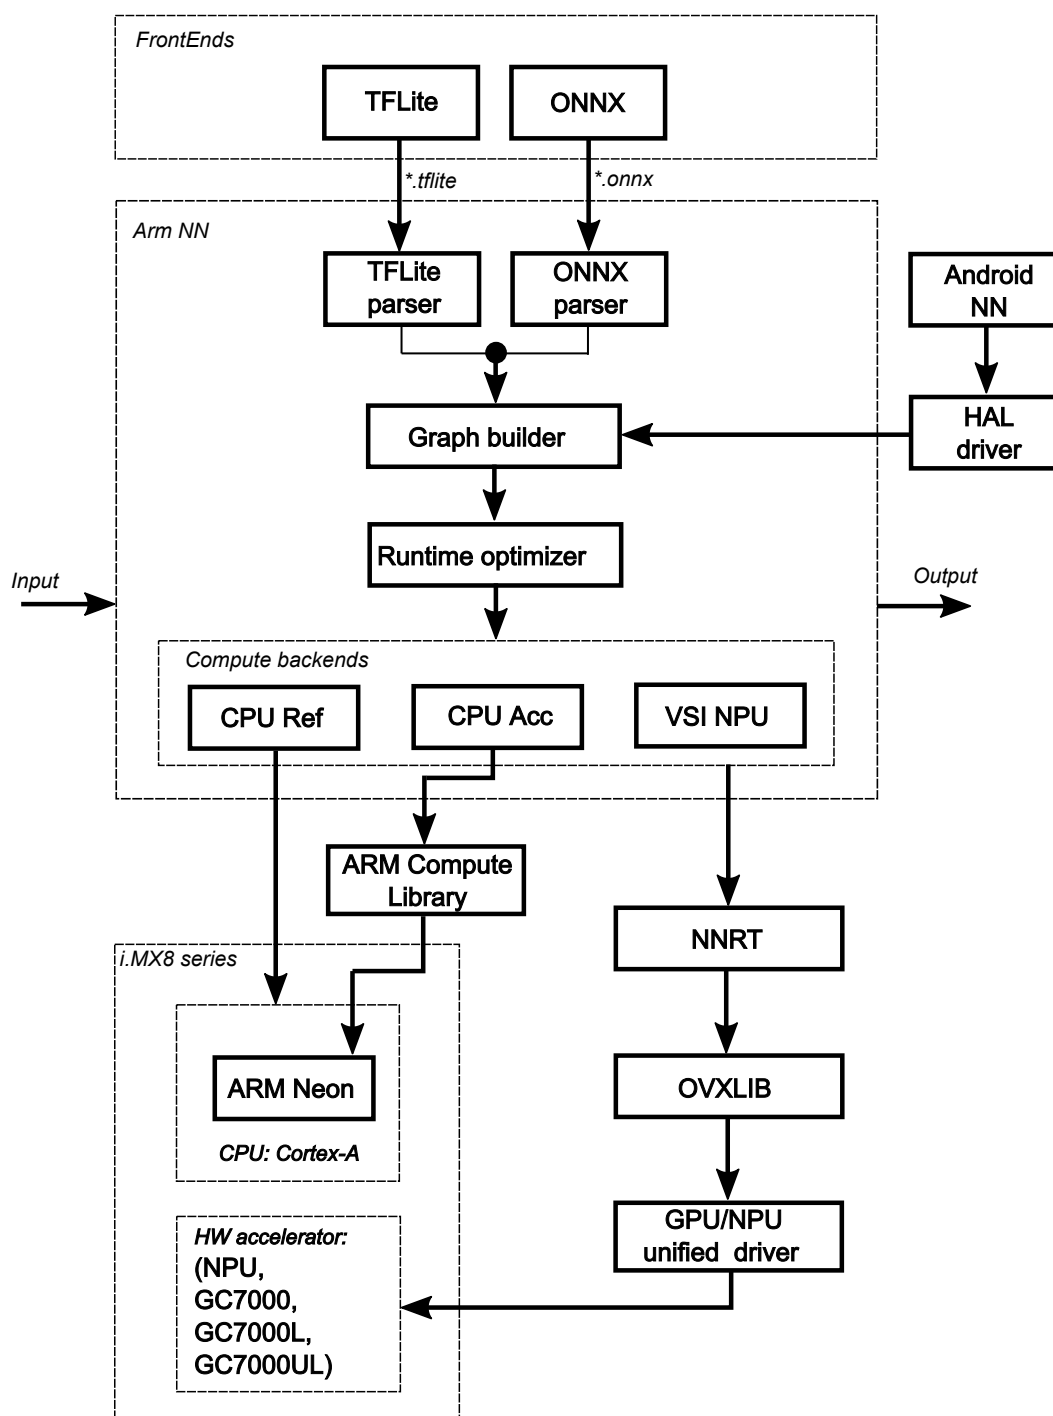 FrontEnds
TFLite
ONNX
*.tflite
*.onnx
Arm NN
TFLite
parser
ONNX
parser
Android
NN
HAL
driver
Graph builder
Runtime optimizer
Input
Output
Compute backends
CPU Ref
CPU Acc
VSI NPU
ARM Compute
Library
NNRT
i.MX8 series
ARM Neon
CPU: Cortex-A
OVXLIB
GPU/NPU
unified driver
HW accelerator:
(NPU,
GC7000,
GC7000L,
GC7000UL)